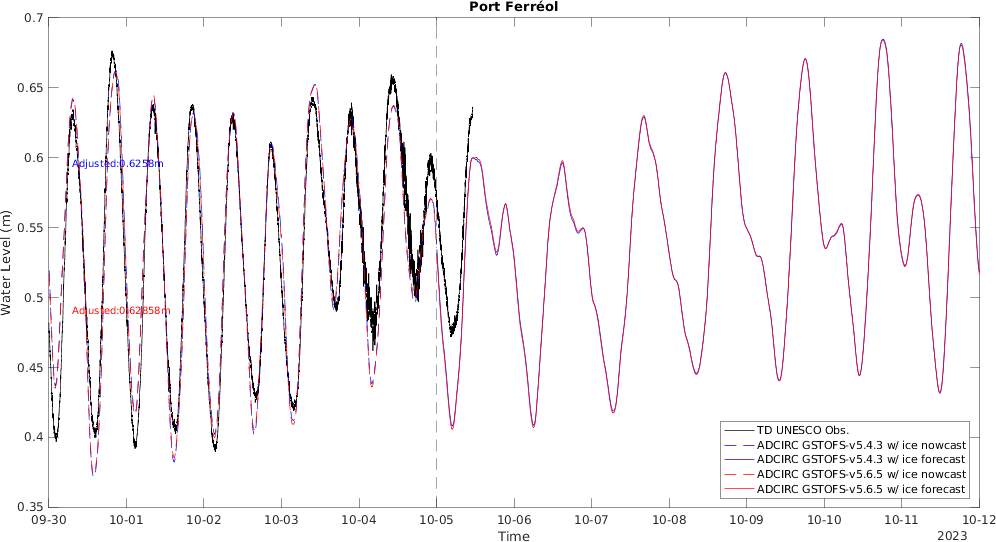 Port Ferréol
0.7
0.65
0.6
0.55
0.5
0.45
0.4
0.35
Water Level (m)
Adjusted:0.6258m
Adjusted:0.62858m
TD UNESCO Obs.
ADCIRC GSTOFS-v5.4.3 w/ ice nowcast
ADCIRC GSTOFS-v5.4.3 w/ ice forecast
ADCIRC GSTOFS-v5.6.5 w/ ice nowcast
ADCIRC GSTOFS-v5.6.5 w/ ice forecast
09-30 10-01 10-02 10-03 10-04 10-05 10-06 10-07 10-08 10-09 10-10 10-11 10-12
Time
2023